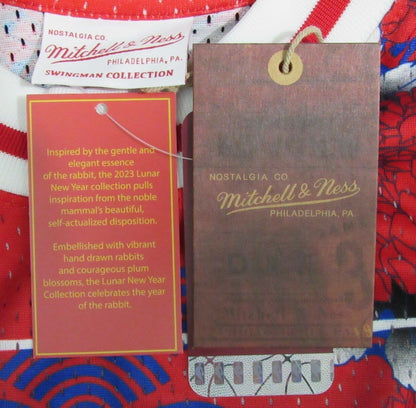 NOSTALGIA CO.
Mitchell & Ness
PHILADELPHIA, PA.
SWINGMAN COLLECTION
Inspired by the gentle and
elegant essence
of the rabbit, the 2023 Lunar
New Year collection pulls
inspiration from the noble
mammal's beautiful,
self-actualized disposition.
Embellished with vibrant
hand drawn rabbits
and courageous plum
blossoms, the Lunar New Year
Collection celebrates the year
of the rabbit.
NOSTALGIA CO.
Mitchell & Ness
PHILADELPHIA, PA